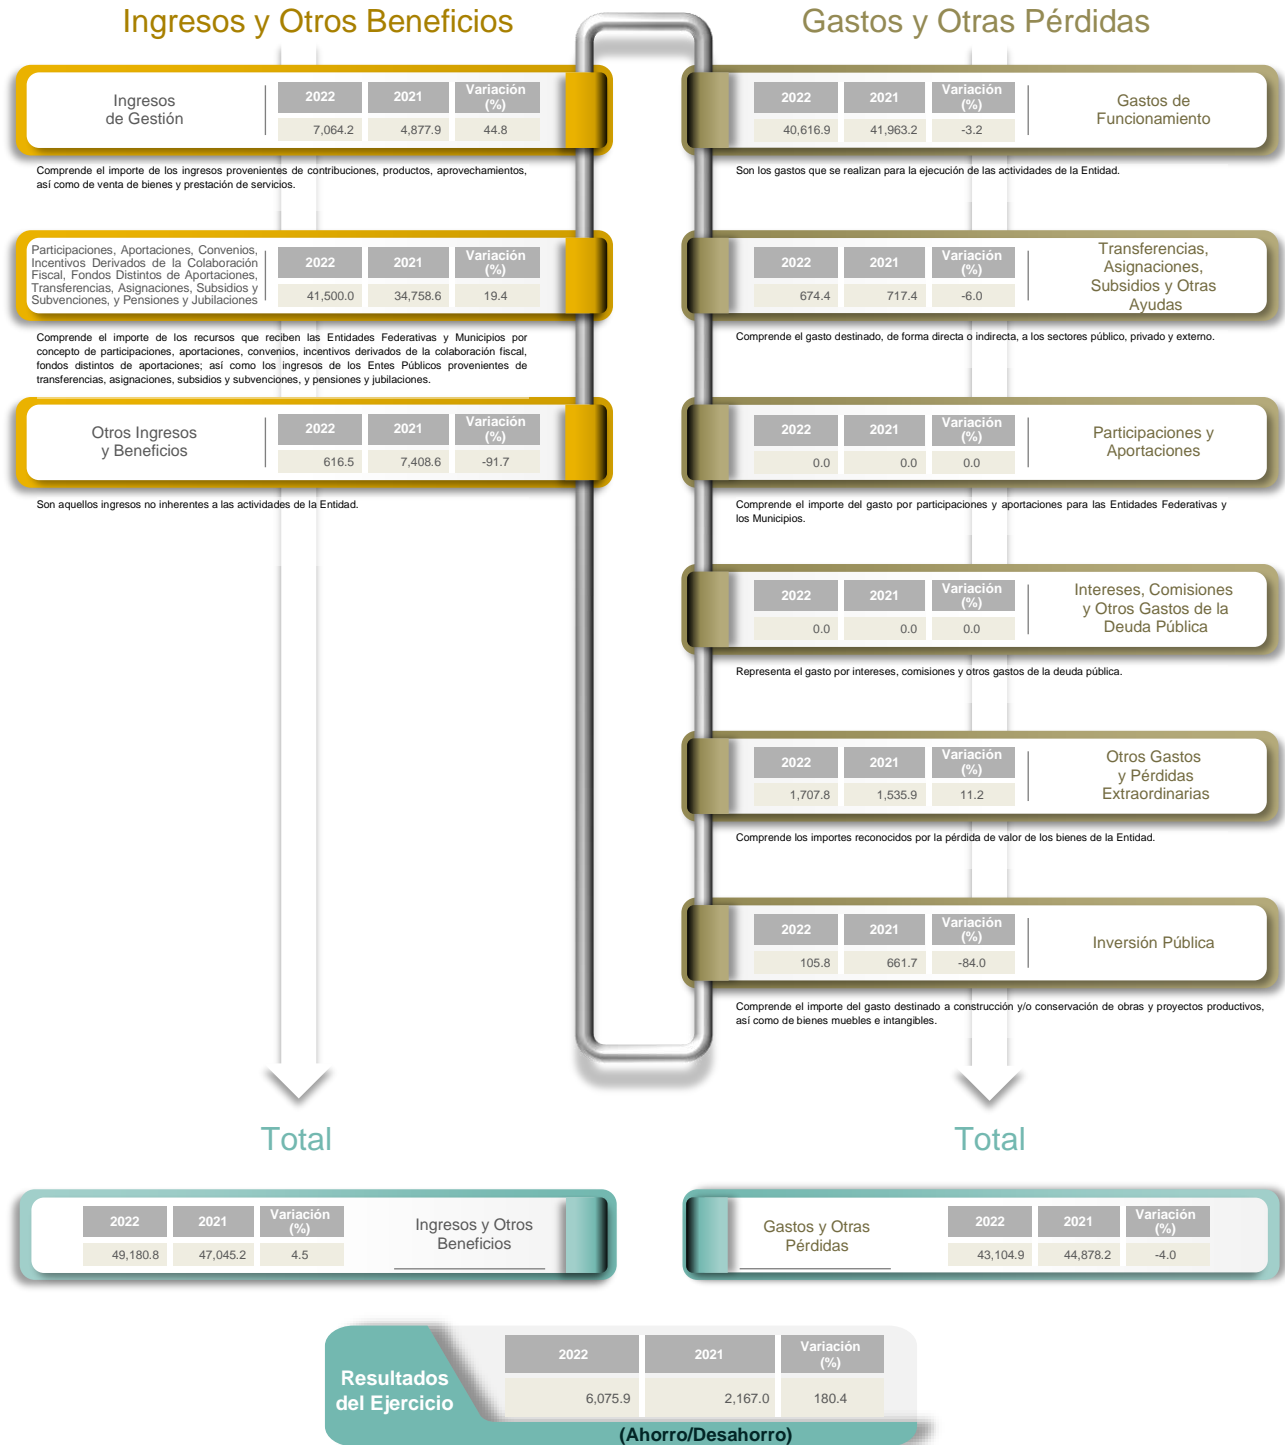 Ingresos y Otros Beneficios
Ingresos
de Gestión
2022 2021 Variación (%)
7,064.2 4,877.9 44.8
Comprende el importe de los ingresos provenientes de contribuciones, productos, aprovechamientos,
así como de venta de bienes y prestación de servicios.
Participaciones, Aportaciones, Convenios,
Incentivos Derivados de la Colaboración
Fiscal, Fondos Distintos de Aportaciones,
Transferencias, Asignaciones, Subsidios y
Subvenciones, y Pensiones y Jubilaciones
2022 2021 Variación (%)
41,500.0 34,758.6 19.4
Comprende el importe de los recursos que reciben las Entidades Federativas y Municipios por
concepto de participaciones, aportaciones, convenios, incentivos derivados de la colaboración fiscal,
fondos distintos de aportaciones; así como los ingresos de los Entes Públicos provenientes de
transferencias, asignaciones, subsidios y subvenciones, y pensiones y jubilaciones.
Otros Ingresos
y Beneficios
2022 2021 Variación (%)
616.5 7,408.6 -91.7
Son aquellos ingresos no inherentes a las actividades de la Entidad.
Gastos y Otras Pérdidas
2022 2021 Variación (%)
40,616.9 41,963.2 -3.2
Gastos de
Funcionamiento
Son los gastos que se realizan para la ejecución de las actividades de la Entidad.
2022 2021 Variación (%)
674.4 717.4 -6.0
Transferencias,
Asignaciones,
Subsidios y Otras
Ayudas
Comprende el gasto destinado, de forma directa o indirecta, a los sectores público, privado y externo.
2022 2021 Variación (%)
0.0 0.0 0.0
Participaciones y
Aportaciones
Comprende el importe del gasto por participaciones y aportaciones para las Entidades Federativas y
los Municipios.
2022 2021 Variación (%)
0.0 0.0 0.0
Intereses, Comisiones
y Otros Gastos de la
Deuda Pública
Representa el gasto por intereses, comisiones y otros gastos de la deuda pública.
2022 2021 Variación (%)
1,707.8 1,535.9 11.2
Otros Gastos
y Pérdidas
Extraordinarias
Comprende los importes reconocidos por la pérdida de valor de los bienes de la Entidad.
2022 2021 Variación (%)
105.8 661.7 -84.0
Inversión Pública
Comprende el importe del gasto destinado a construcción y/o conservación de obras y proyectos productivos,
así como de bienes muebles e intangibles.
Total
2022 2021 Variación (%)
49,180.8 47,045.2 4.5
Ingresos y Otros
Beneficios
Total
Gastos y Otras
Pérdidas
2022 2021 Variación (%)
43,104.9 44,878.2 -4.0
Resultados
del Ejercicio
2022 2021 Variación (%)
6,075.9 2,167.0 180.4
(Ahorro/Desahorro)